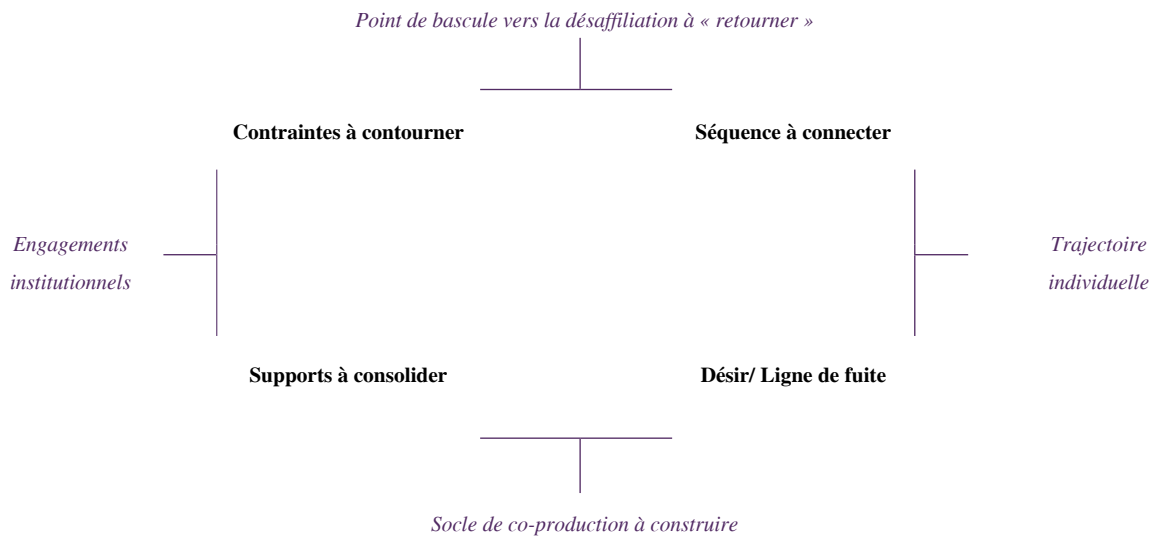 Point de bascule vers la désaffiliation à « retourner »
Contraintes à contourner
Séquence à connecter
Engagements
institutionnels
Trajectoire
individuelle
Supports à consolider
Désir/ Ligne de fuite
Socle de co-production à construire